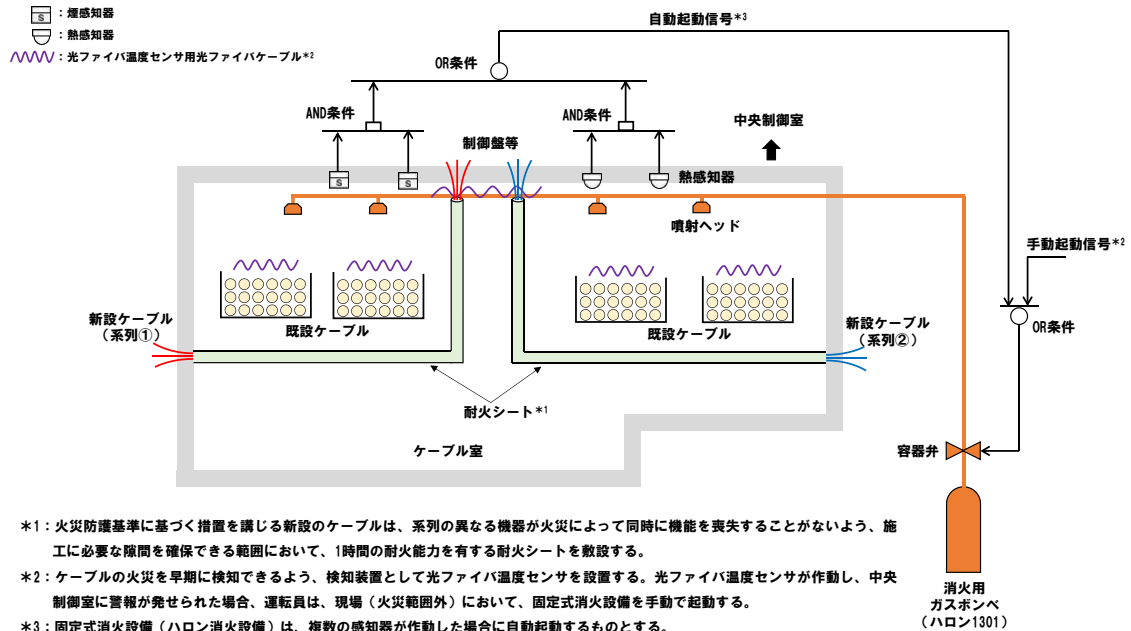 S：煙感知器
：熱感知器
：光ファイバ温度センサ用光ファイバケーブル*2
自動起動信号*3
OR条件
AND条件
AND条件
中央制御室
制御盤等
S
S
熱感知器
噴射ヘッド
手動起動信号*2
新設ケーブル
（系列①）
既設ケーブル
既設ケーブル
新設ケーブル
（系列②）
OR条件
耐火シート*1
ケーブル室
容器弁
消火用
ガスボンベ
（ハロン1301）
＊1：火災防護基準に基づく措置を講じる新設のケーブルは、系列の異なる機器が火災によって同時に機能を喪失することがないよう、施
工に必要な隙間を確保できる範囲において、1時間の耐火能力を有する耐火シートを敷設する。
＊2：ケーブルの火災を早期に検知できるよう、検知装置として光ファイバ温度センサを設置する。光ファイバ温度センサが作動し、中央
制御室に警報が発せられた場合、運転員は、現場（火災範囲外）において、固定式消火設備を手動で起動する。
＊3：固定式消火設備（ハロン消火設備）は、複数の感知器が作動した場合に自動起動するものとする。